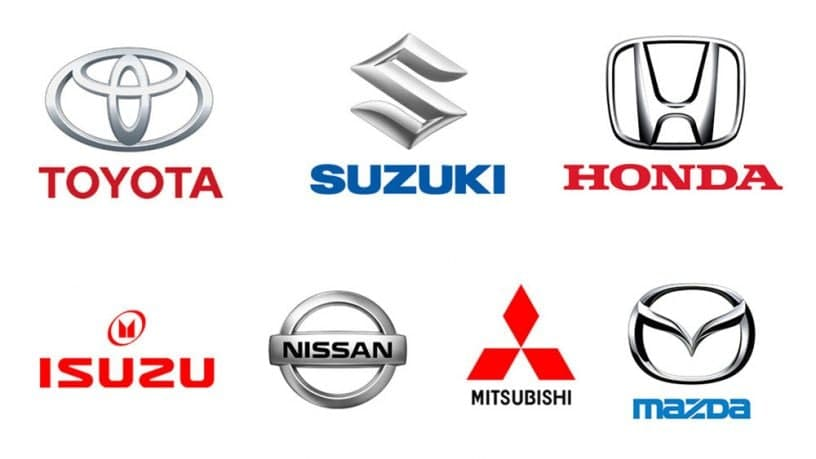 TOYOTA
SUZUKI
HONDA
ISUZU
NISSAN
MITSUBISHI
mazda